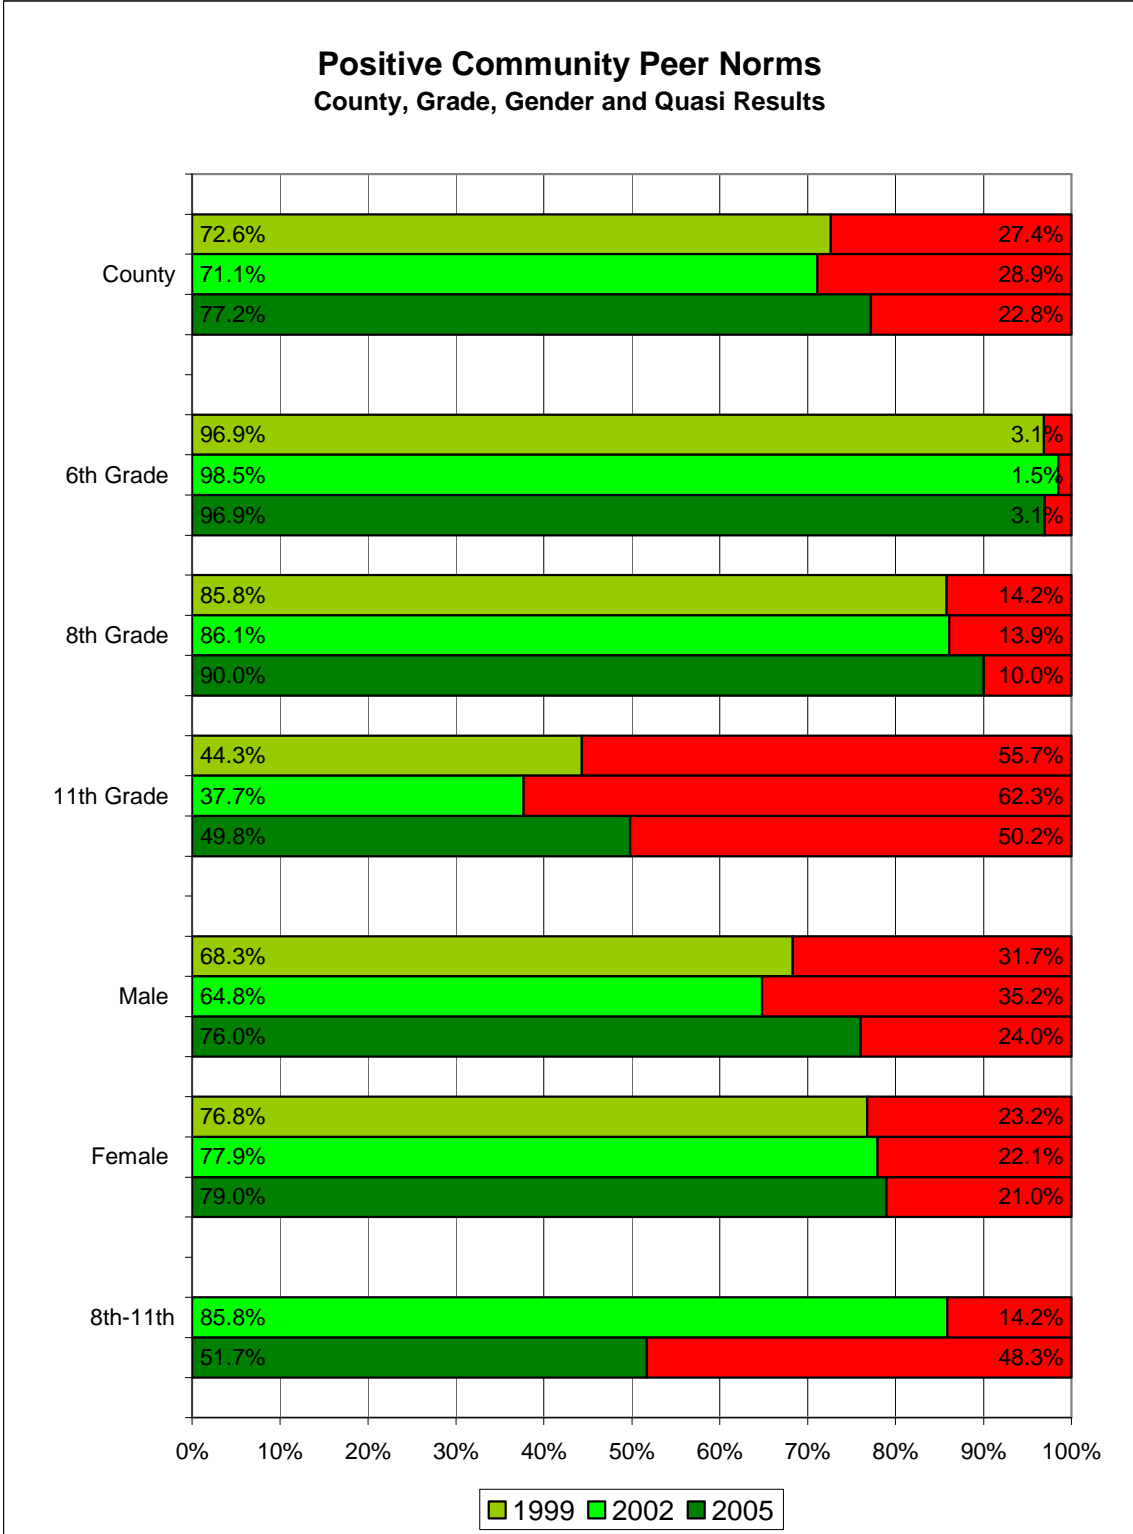 Positive Community Peer Norms
County, Grade, Gender and Quasi Results
72.6% 27.4%
County 71.1% 28.9%
77.2% 22.8%
96.9% 3.1%
6th Grade 98.5% 1.5%
96.9% 3.1%
85.8% 14.2%
8th Grade 86.1% 13.9%
90.0% 10.0%
44.3% 55.7%
11th Grade 37.7% 62.3%
49.8% 50.2%
68.3% 31.7%
Male 64.8% 35.2%
76.0% 24.0%
76.8% 23.2%
Female 77.9% 22.1%
79.0% 21.0%
8th-11th 85.8% 14.2%
51.7% 48.3%
0% 10% 20% 30% 40% 50% 60% 70% 80% 90% 100%
1999 2002 2005